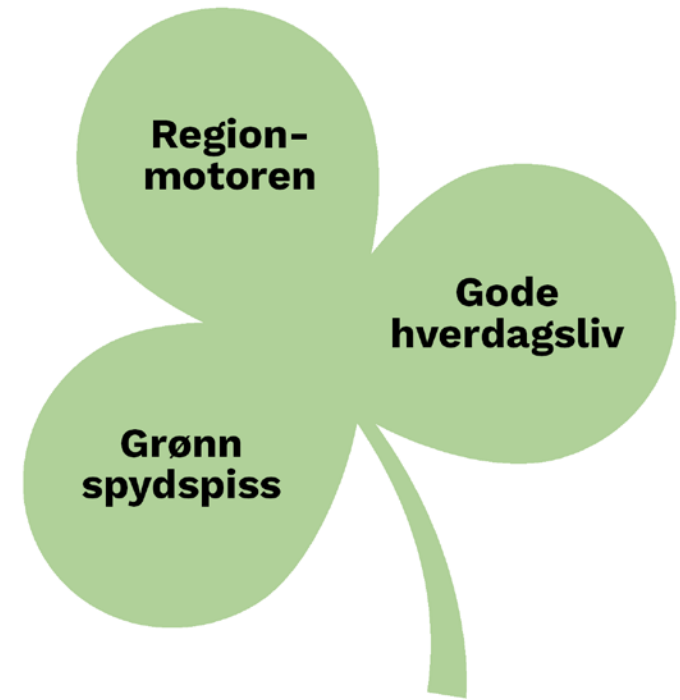 Region-
motoren
Gode
hverdagsliv
Grønn
spydspiss